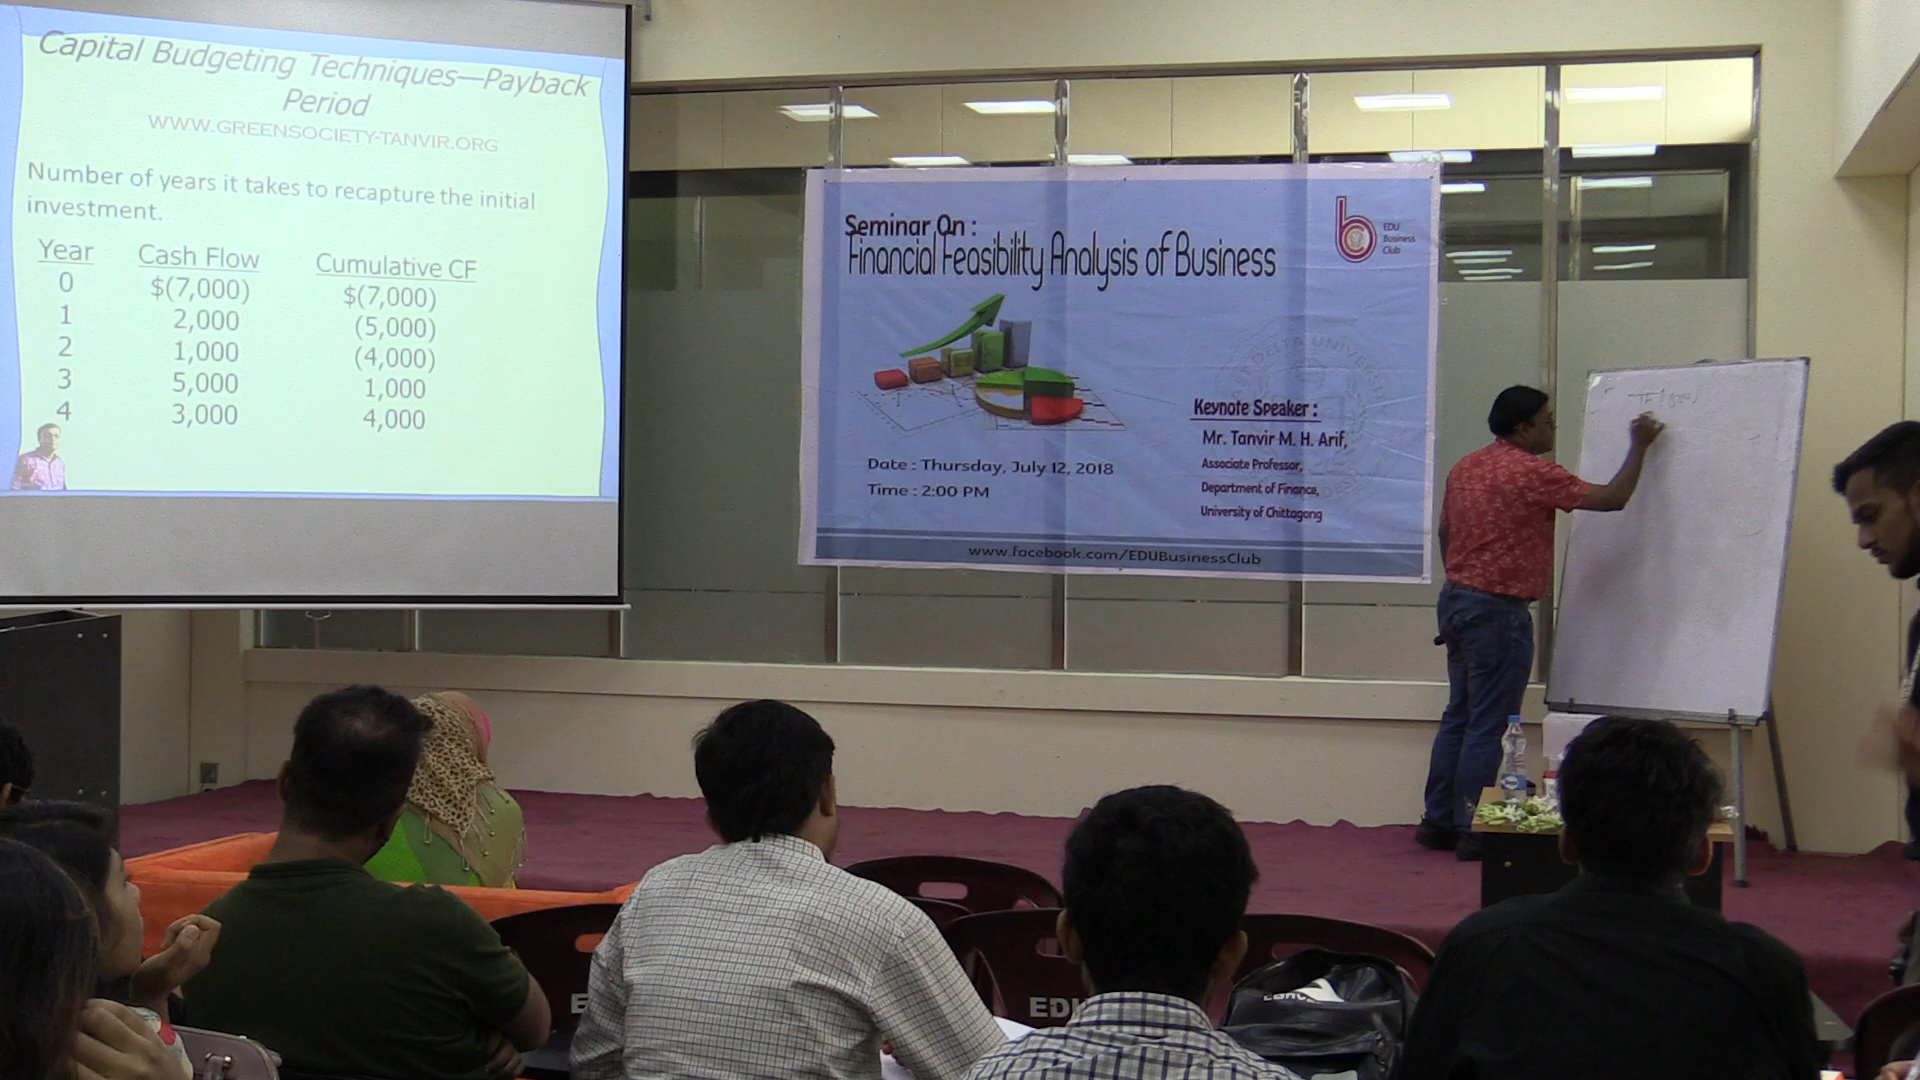 Capital Budgeting Techniques—Payback
Period
WWW.GREENSOCIETY-TANVIR.ORG
Number of years it takes to recapture the initial
investment.
Year Cash Flow Cumulative CF
0 $(7,000) $(7,000)
1 2,000 (5,000)
2 1,000 (4,000)
3 5,000 1,000
4 3,000 4,000
Seminar On :
Financial Feasibility Analysis of Business
EDU
Business
Club
EAST DELTA UNIVERSITY
Keynote Speaker :
Mr. Tanvir M. H. Arif,
Associate Professor,
Department of Finance,
University of Chittagong
Date : Thursday, July 12, 2018
Time : 2:00 PM
www.facebook.com/EDUBusinessClub
EDU